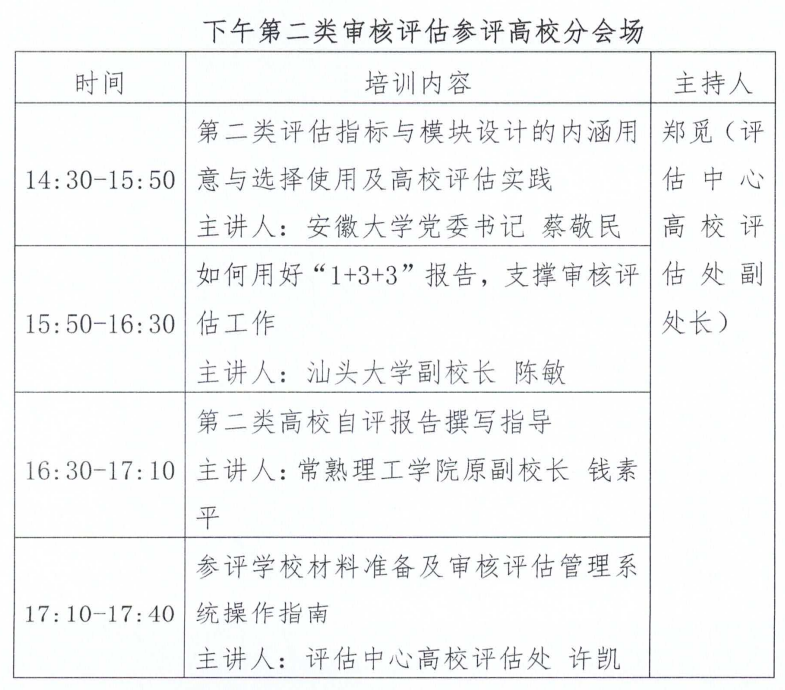 下午第二类审核评估参评高校分会场
时间 培训内容 主持人
14:30-15:50
第二类评估指标与模块设计的内涵用
意与选择使用及高校评估实践
主讲人：安徽大学党委书记 蔡敬民
郑觅（评
估中心
高校评
估处副
处长）
15:50-16:30
如何用好“1+3+3”报告，支撑审核评
估工作
主讲人：汕头大学副校长 陈敏
16:30-17:10
第二类高校自评报告撰写指导
主讲人：常熟理工学院原副校长 钱素
平
17:10-17:40
参评学校材料准备及审核评估管理系
统操作指南
主讲人：评估中心高校评估处 许凯